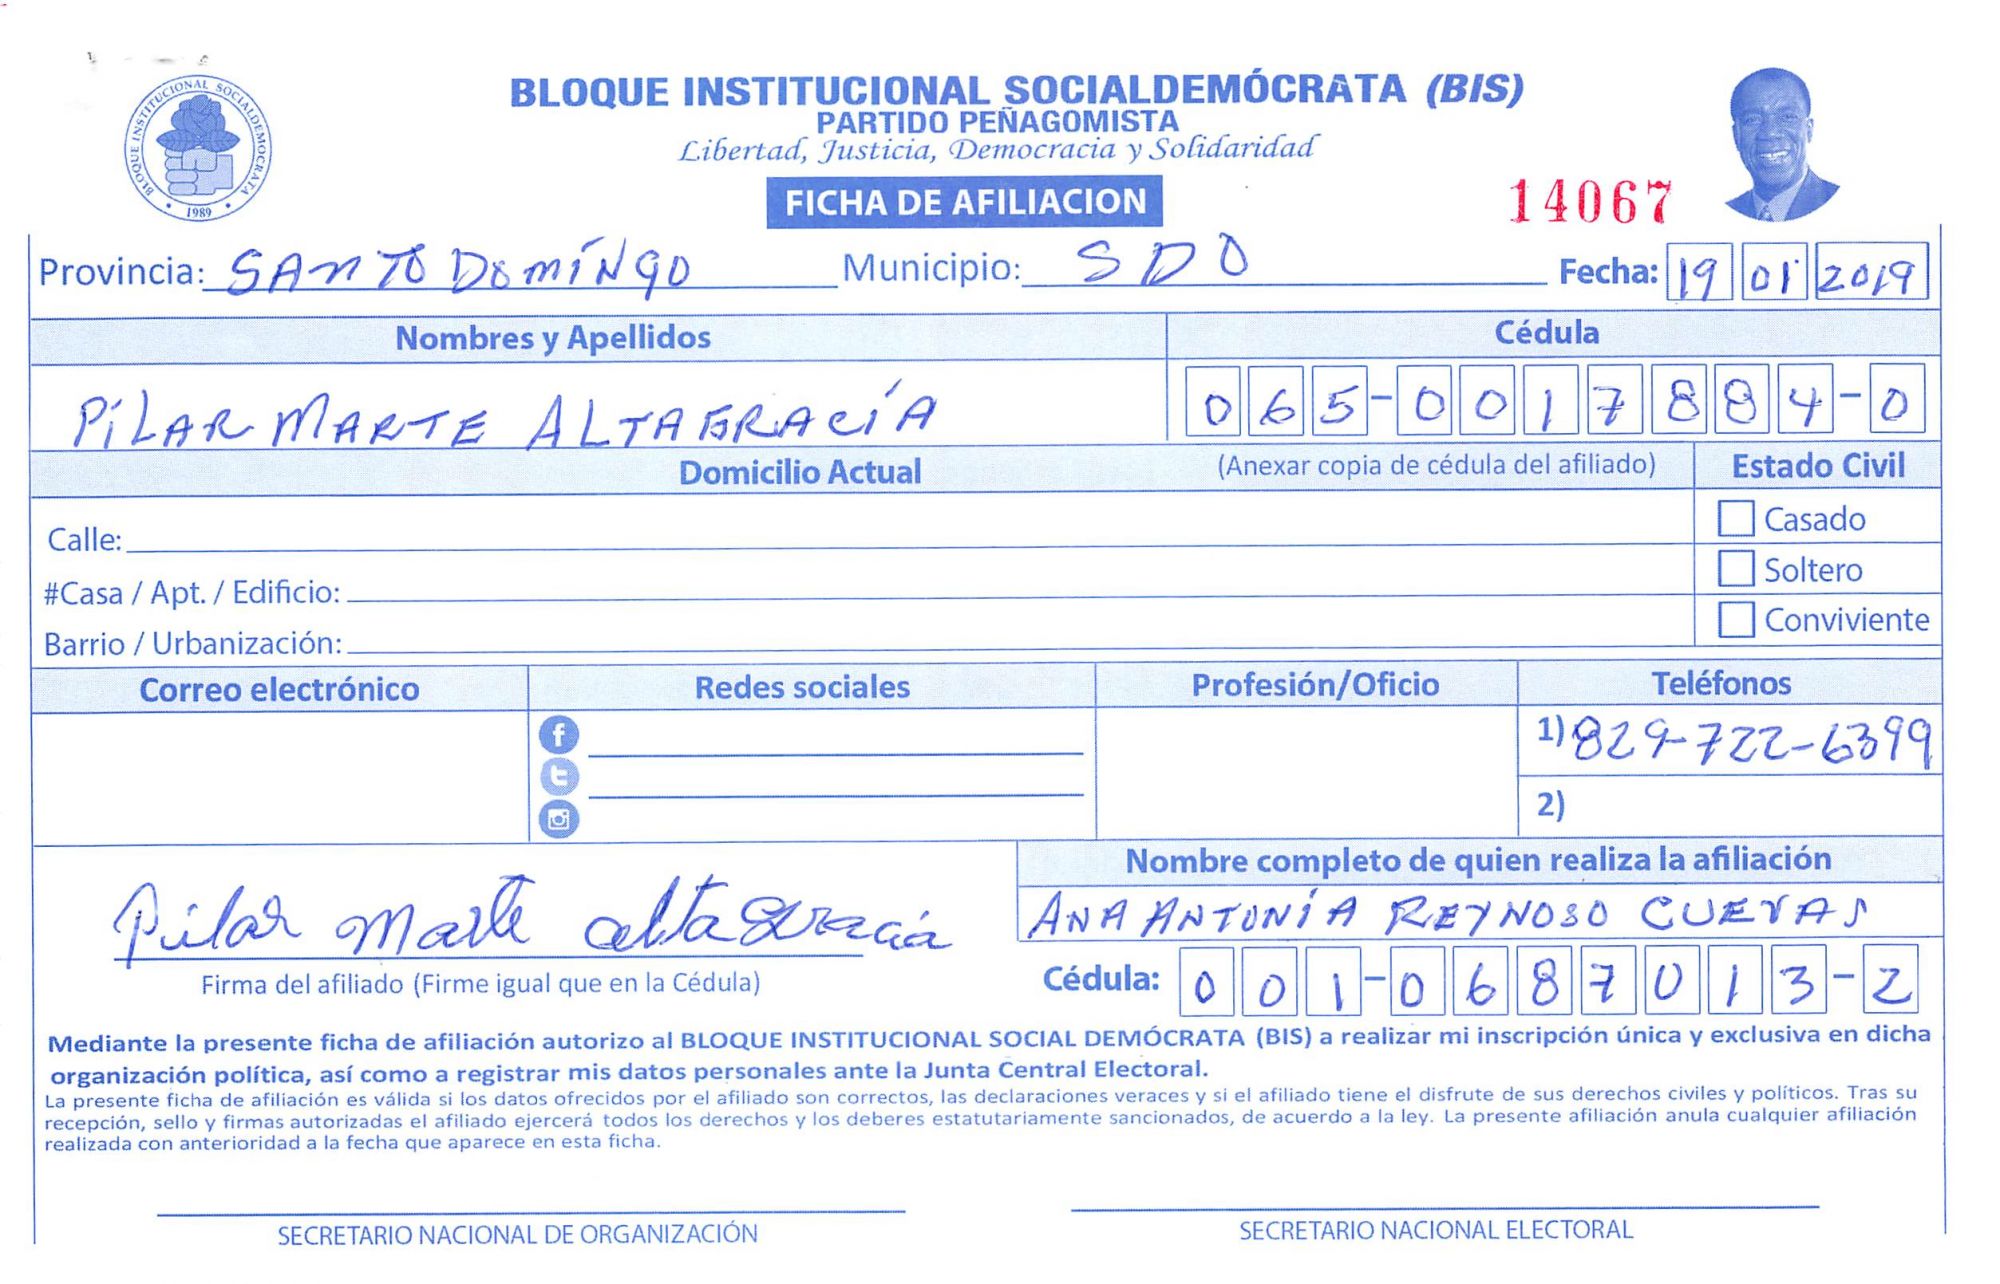 BLOQUE INSTITUCIONAL SOCIALDEMOCRATA
1989
BLOQUE INSTITUCIONAL SOCIALDEMÓCRATA (BIS)
PARTIDO PEÑAGOMISTA
Libertad, Justicia, Democracia y Solidaridad
FICHA DE AFILIACION
14067
Provincia: SANTO DOMÍNGO Municipio: SDO Fecha: 19 01 2019
Nombres y Apellidos Cédula
PILAR MARTE ALTAGRACÍA 065-0017884-0
Domicilio Actual (Anexar copia de cédula del afiliado) Estado Civil
Calle: Casado
#Casa / Apt. / Edificio: Soltero
Barrio / Urbanización: Conviviente
Correo electrónico Redes sociales Profesión/Oficio Teléfonos
1) 829-722-6399
2)
Nombre completo de quien realiza la afiliación
Pilar Marte altagracia ANA ANTONÍA REYNOSO CUEVAS
Firma del afiliado (Firme igual que en la Cédula) Cédula: 001-0687013-2
Mediante la presente ficha de afiliación autorizo al BLOQUE INSTITUCIONAL SOCIAL DEMÓCRATA (BIS) a realizar mi inscripción única y exclusiva en dicha
organización política, así como a registrar mis datos personales ante la Junta Central Electoral.
La presente ficha de afiliación es válida si los datos ofrecidos por el afiliado son correctos, las declaraciones veraces y si el afiliado tiene el disfrute de sus derechos civiles y políticos. Tras su
recepción, sello y firmas autorizadas el afiliado ejercerá todos los derechos y los deberes estatutariamente sancionados, de acuerdo a la ley. La presente afiliación anula cualquier afiliación
realizada con anterioridad a la fecha que aparece en esta ficha.
SECRETARIO NACIONAL DE ORGANIZACIÓN SECRETARIO NACIONAL ELECTORAL